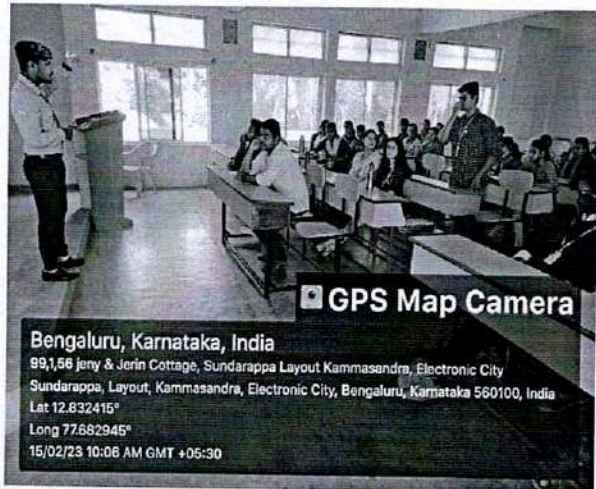 GPS Map Camera
Bengaluru, Karnataka, India
99,1,56 jeny & Jerin Cottage, Sundarappa Layout Kammasandra, Electronic City
Sundarappa, Layout, Kammasandra, Electronic City, Bengaluru, Karnataka 560100, India
Lat 12.832415°
Long 77.682945°
15/02/23 10:06 AM GMT +05:30